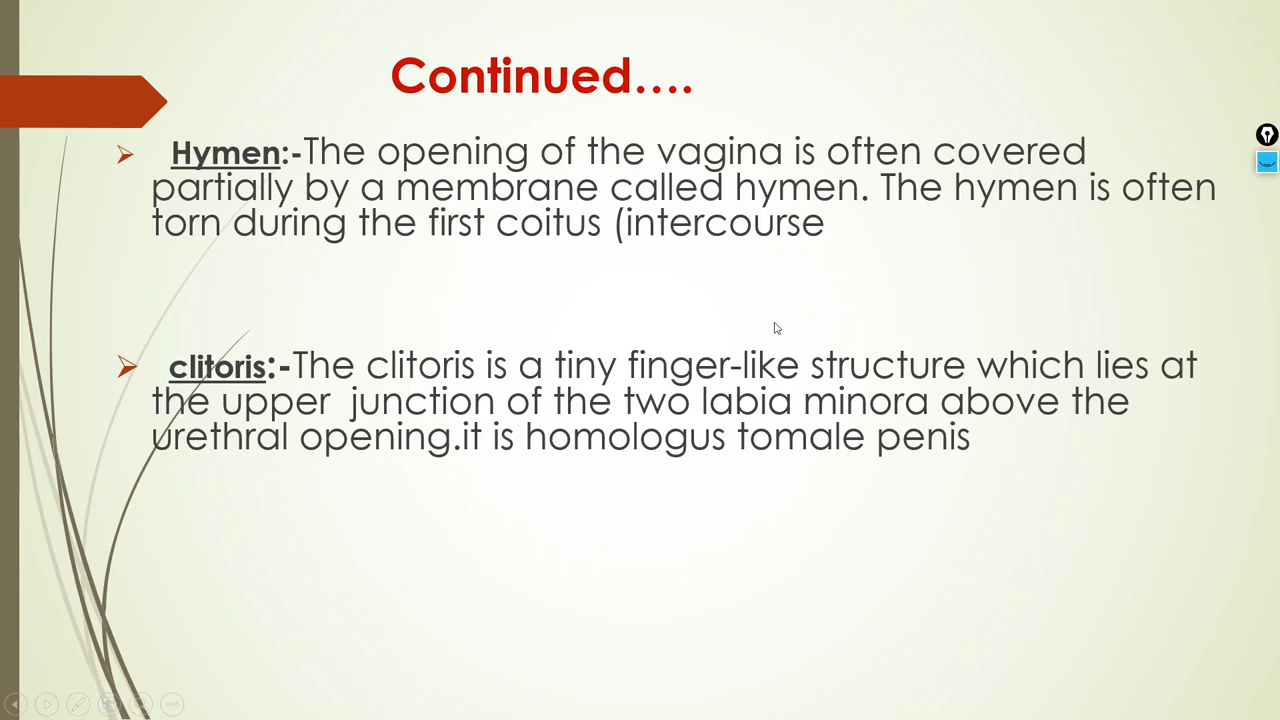 Continued....
Hymen:-The opening of the vagina is often covered
partially by a membrane called hymen. The hymen is often
torn during the first coitus (intercourse
clitoris:-The clitoris is a tiny finger-like structure which lies at
the upper  junction of the two labia minora above the
urethral opening.it is homologus tomale penis